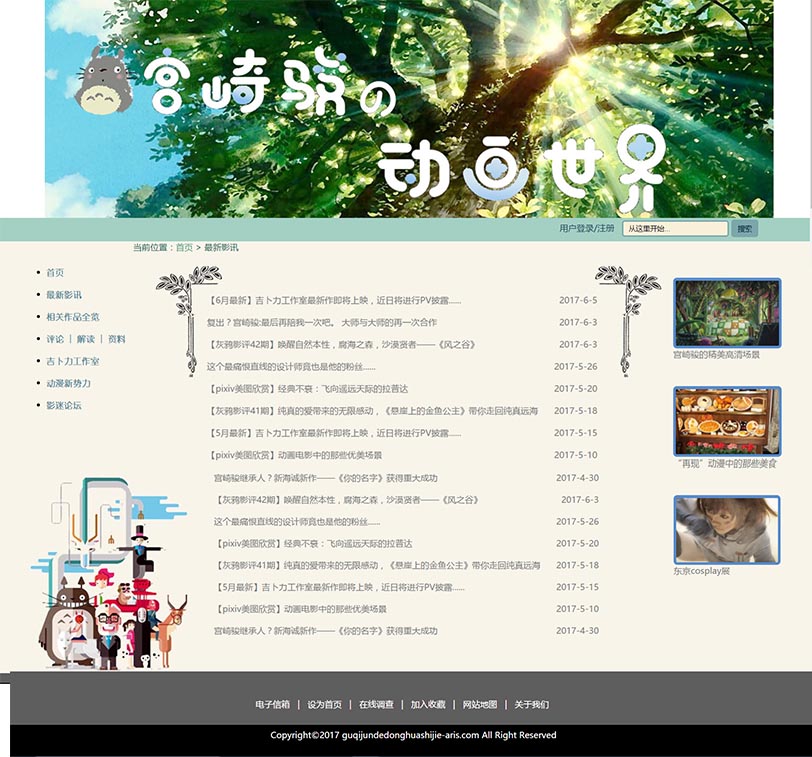 宫崎骏の
动画世界
用户登录/注册 从这里开始... 搜索
当前位置：首页 > 最新影讯
首页
最新影讯
相关作品全览
评论 | 解读 | 资料
吉卜力工作室
动漫新势力
影迷论坛
【6月最新】吉卜力工作室最新作即将上映，近日将进行PV披露...... 2017-6-5
复出？宫崎骏:最后再陪我一次吧。 大师与大师的再一次合作 2017-6-3
【灰鸦影评42期】唤醒自然本性，腐海之森，沙漠贤者——《风之谷》 2017-6-3
这个最痛恨直线的设计师竟也是他的粉丝...... 2017-5-26
【pixiv美图欣赏】经典不衰：飞向遥远天际的拉普达 2017-5-20
【灰鸦影评41期】纯真的爱带来的无限感动，《悬崖上的金鱼公主》带你走回纯真远海 2017-5-18
【5月最新】吉卜力工作室最新作即将上映，近日将进行PV披露...... 2017-5-15
【pixiv美图欣赏】动画电影中的那些优美场景 2017-5-10
宫崎骏继承人？新海诚新作——《你的名字》获得重大成功 2017-4-30
【灰鸦影评42期】唤醒自然本性，腐海之森，沙漠贤者——《风之谷》 2017-6-3
这个最痛恨直线的设计师竟也是他的粉丝...... 2017-5-26
【pixiv美图欣赏】经典不衰：飞向遥远天际的拉普达 2017-5-20
【灰鸦影评41期】纯真的爱带来的无限感动，《悬崖上的金鱼公主》带你走回纯真远海 2017-5-18
【5月最新】吉卜力工作室最新作即将上映，近日将进行PV披露...... 2017-5-15
【pixiv美图欣赏】动画电影中的那些优美场景 2017-5-10
宫崎骏继承人？新海诚新作——《你的名字》获得重大成功 2017-4-30
宫崎骏的精美高清场景
“再现”动漫中的那些美食
东京cosplay展
电子信箱 | 设为首页 | 在线调查 | 加入收藏 | 网站地图 | 关于我们
Copyright©2017 guqijundedonghuashijie-aris.com All Right Reserved